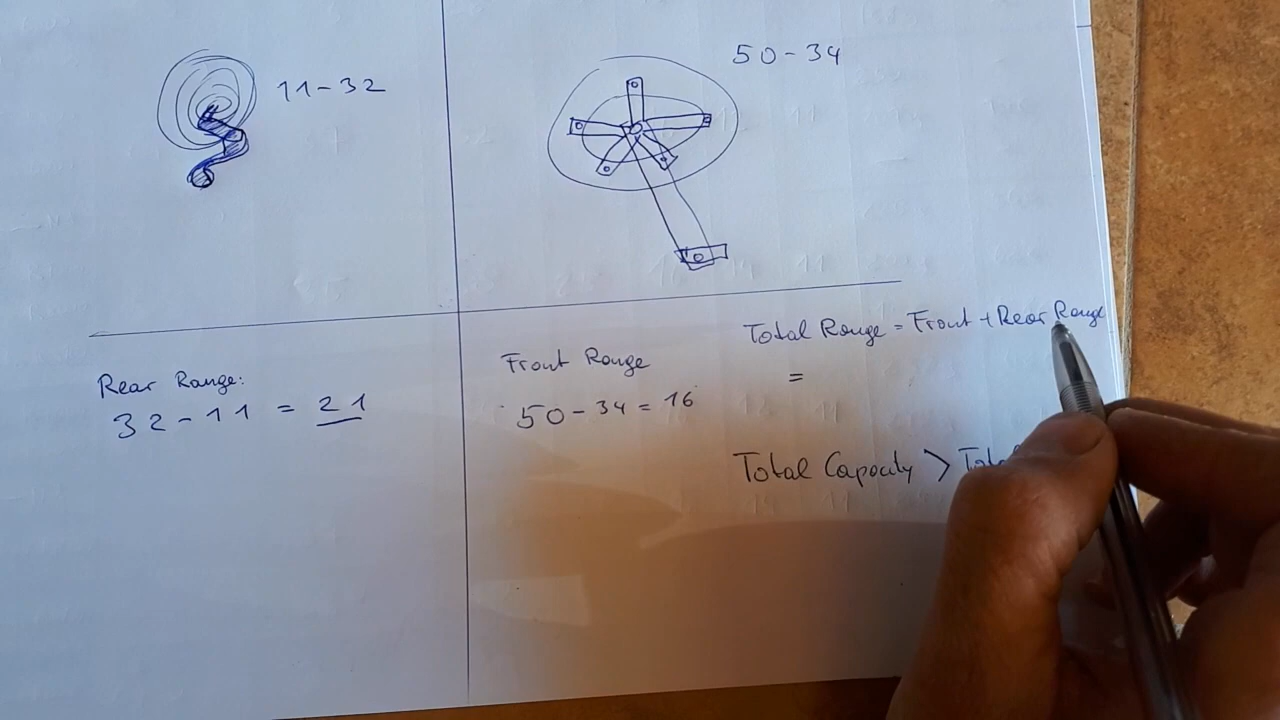 11-32
50-34
Rear Range:
32-11 = 21
Front Range
50-34=16
Total Range = Front + Rear Range
=
Total Capacity >